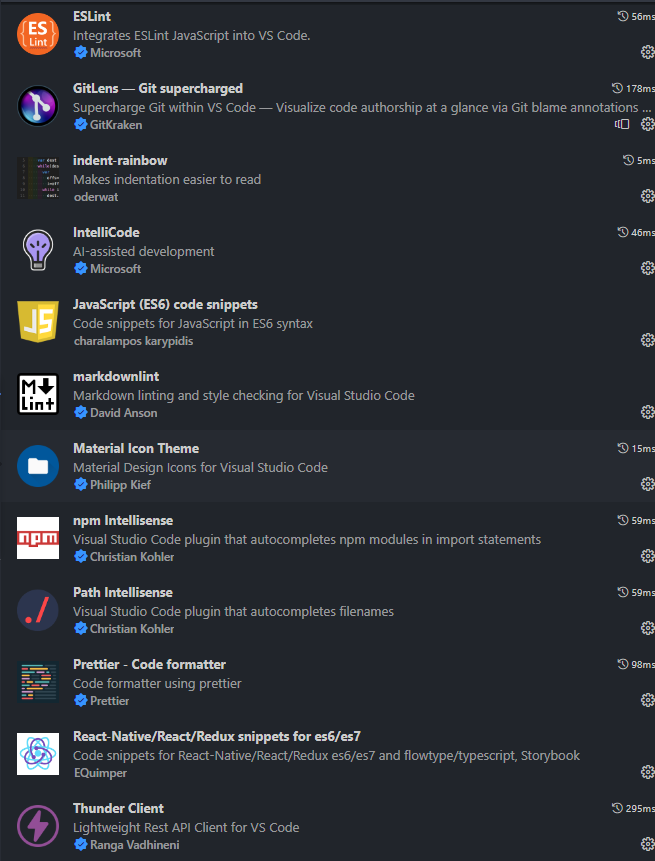 ES
Lint
ESLint
56ms
Integrates ESLint JavaScript into VS Code.
Microsoft
GitLens — Git supercharged
178ms
Supercharge Git within VS Code — Visualize code authorship at a glance via Git blame annotations ...
GitKraken
indent-rainbow
5ms
Makes indentation easier to read
oderwat
IntelliCode
46ms
AI-assisted development
Microsoft
JS
JavaScript (ES6) code snippets
Code snippets for JavaScript in ES6 syntax
charalampos karypidis
M
Lint
markdownlint
Markdown linting and style checking for Visual Studio Code
David Anson
Material Icon Theme
15ms
Material Design Icons for Visual Studio Code
Philipp Kief
npm
npm Intellisense
59ms
Visual Studio Code plugin that autocompletes npm modules in import statements
Christian Kohler
./
Path Intellisense
59ms
Visual Studio Code plugin that autocompletes filenames
Christian Kohler
Prettier - Code formatter
98ms
Code formatter using prettier
Prettier
React-Native/React/Redux snippets for es6/es7
Code snippets for React-Native/React/Redux es6/es7 and flowtype/typescript, Storybook
EQuimper
Thunder Client
295ms
Lightweight Rest API Client for VS Code
Ranga Vadhineni